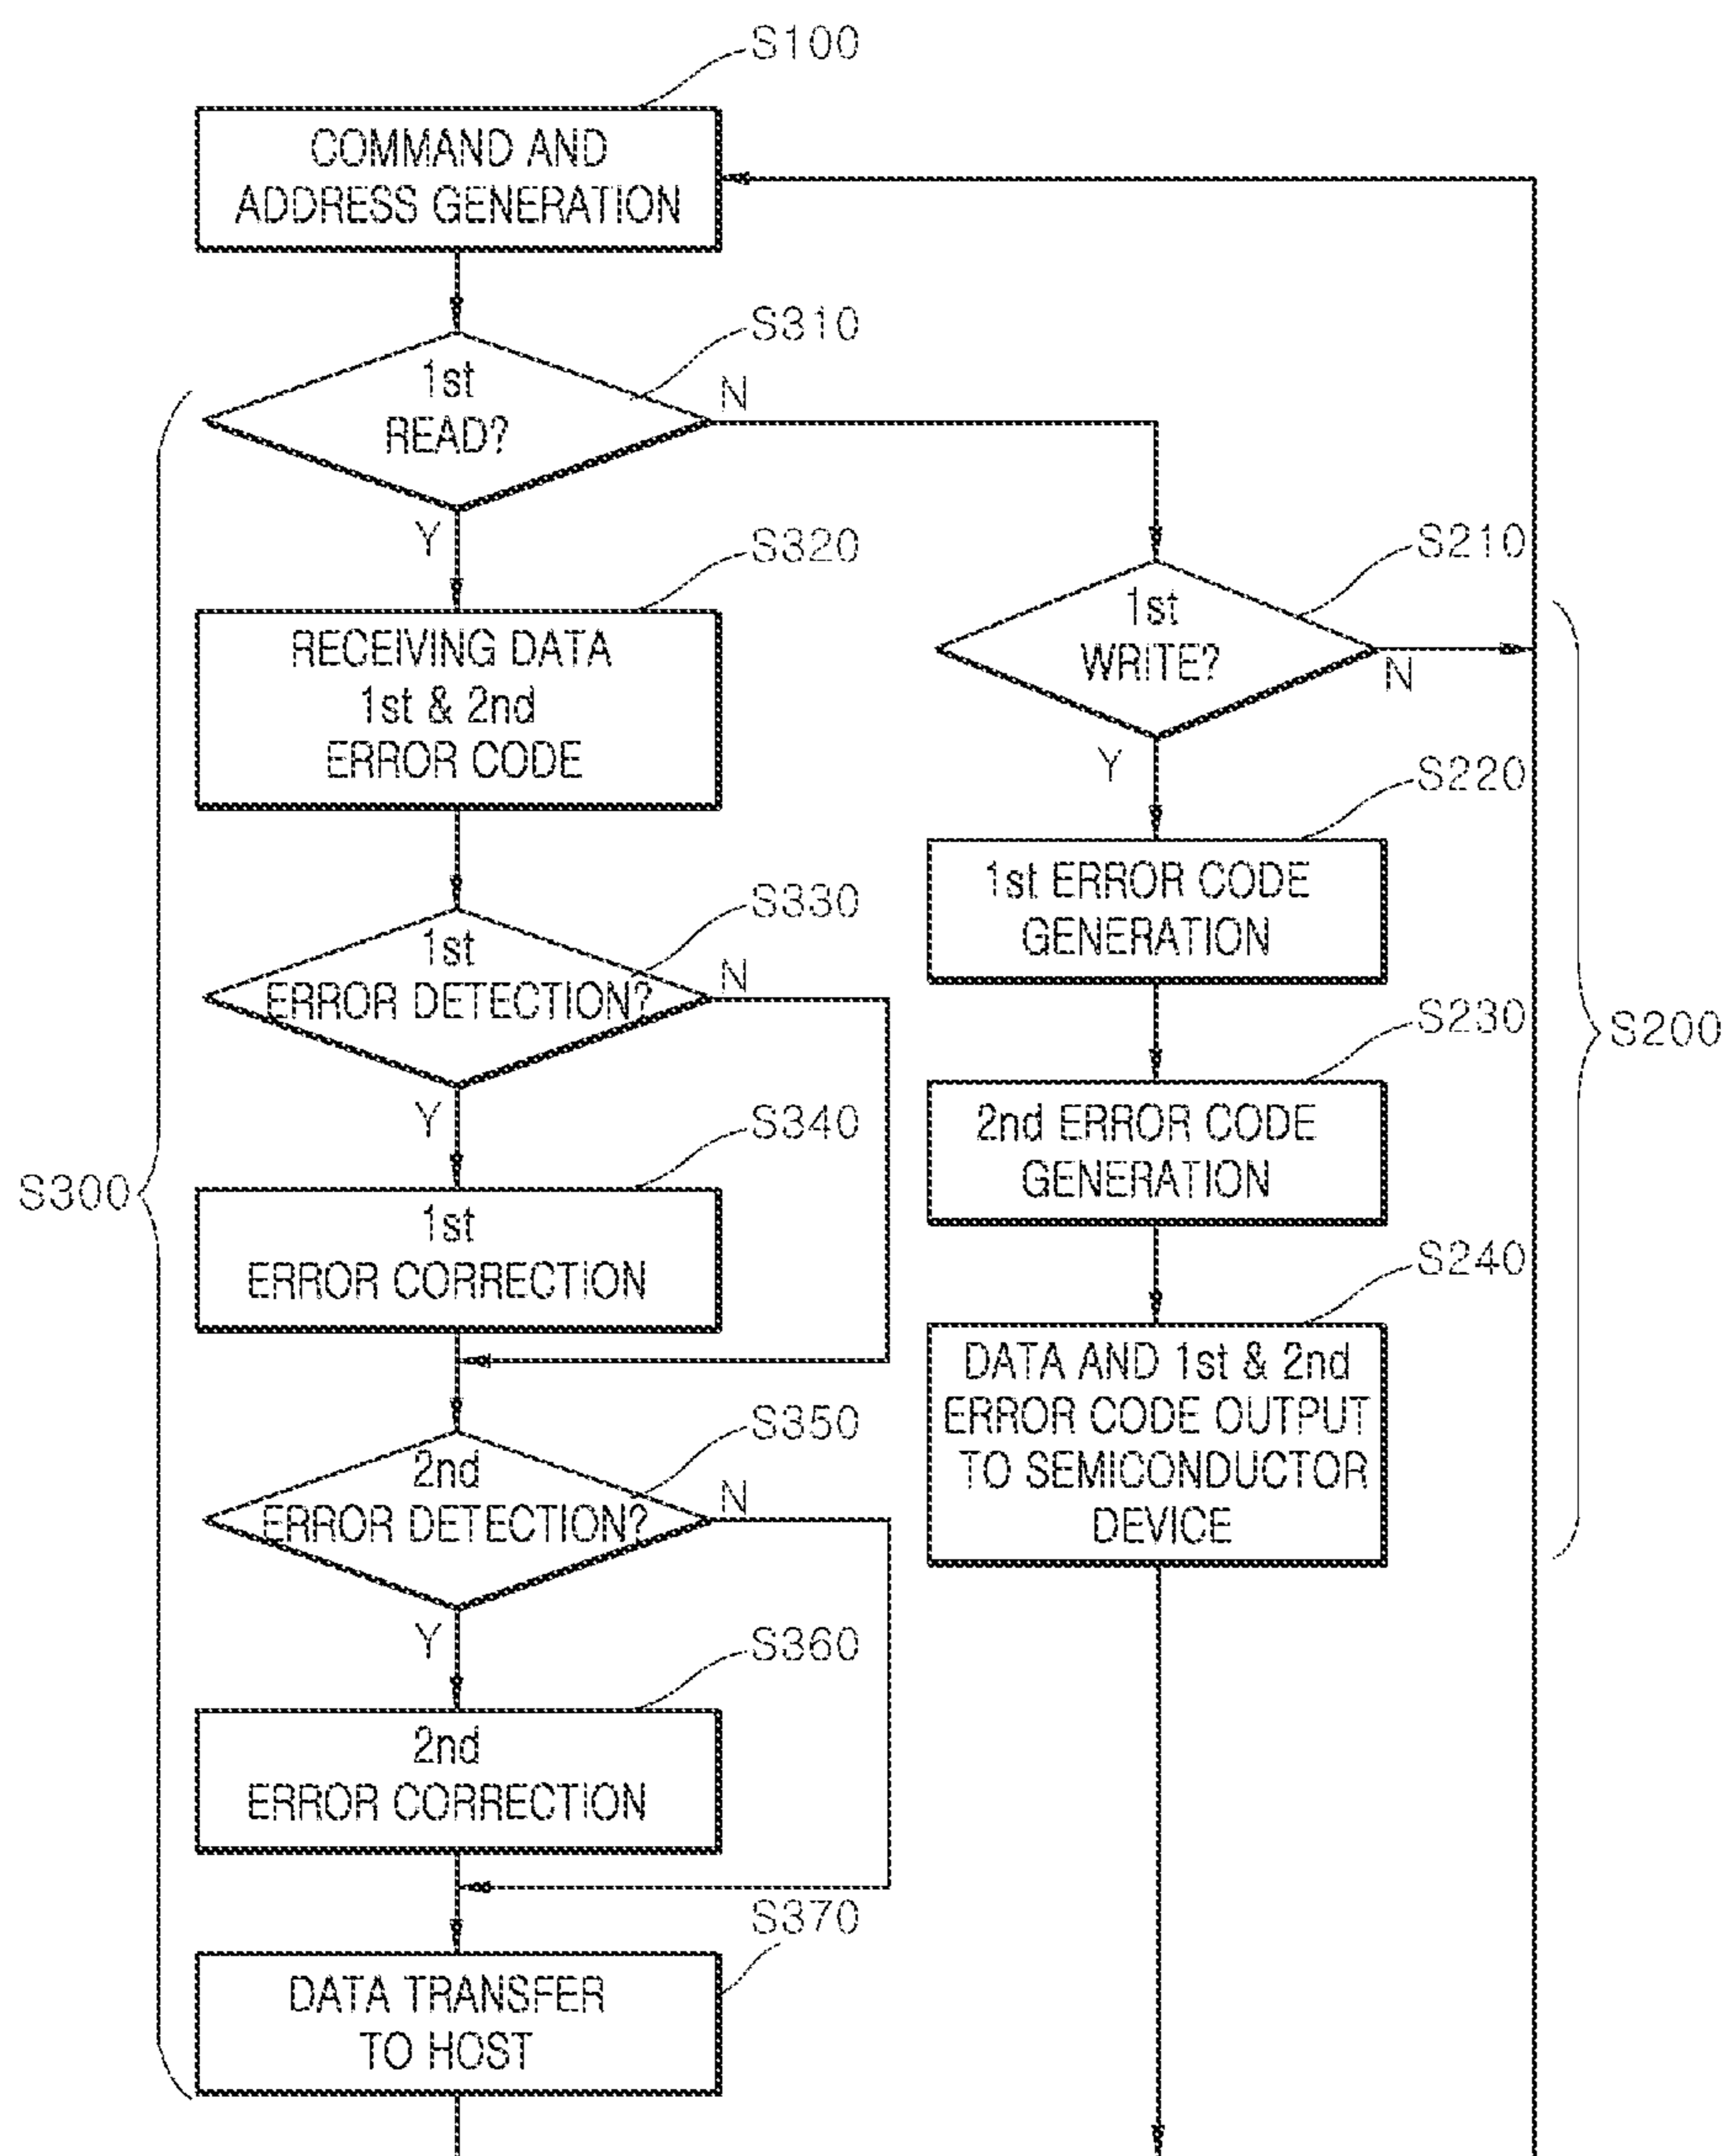 S100
COMMAND AND
ADDRESS GENERATION
S310
1st
READ?
N
Y
S320
RECEIVING DATA
1st & 2nd
ERROR CODE
S210
1st
WRITE?
N
Y
S220
1st ERROR CODE
GENERATION
S330
1st
ERROR DETECTION?
N
Y
S230
2nd ERROR CODE
GENERATION
S200
S340
1st
ERROR CORRECTION
S300
S240
DATA AND 1st & 2nd
ERROR CODE OUTPUT
TO SEMICONDUCTOR
DEVICE
S350
2nd
ERROR DETECTION?
N
Y
S360
2nd
ERROR CORRECTION
S370
DATA TRANSFER
TO HOST